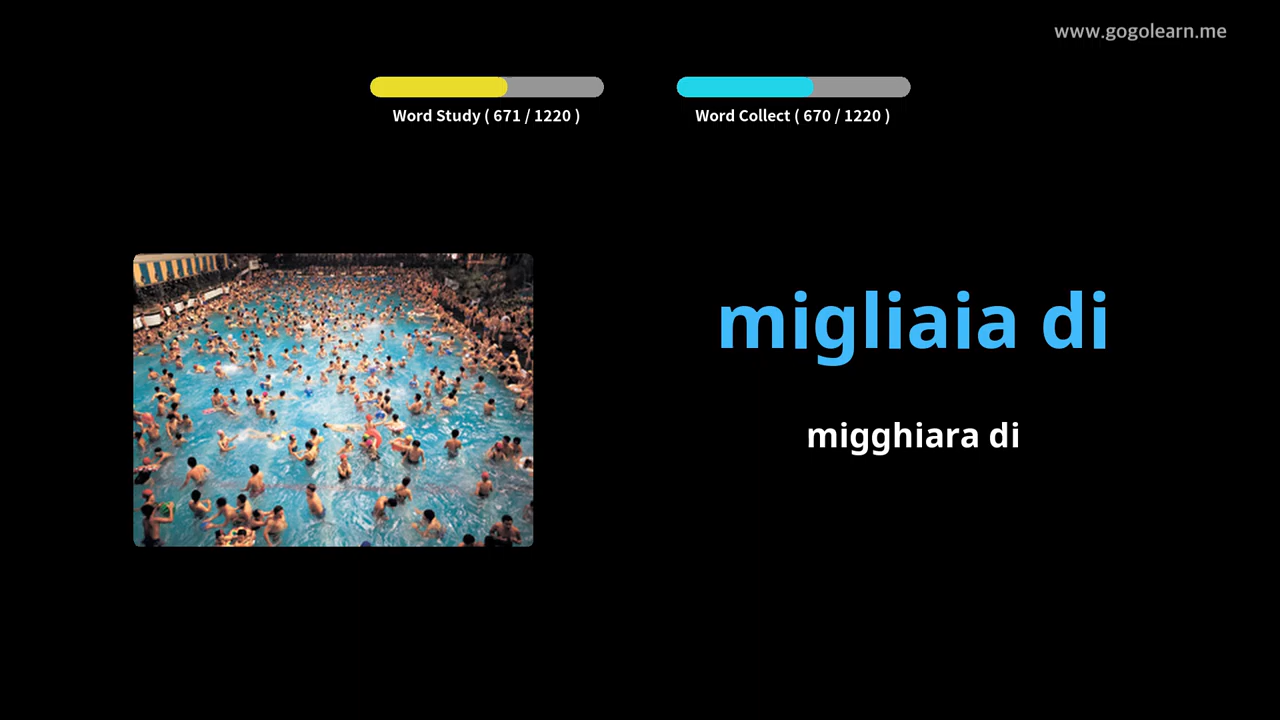 www.gogolearn.me
Word Study ( 671 / 1220 )
Word Collect ( 670 / 1220 )
migliaia di
migghiara di